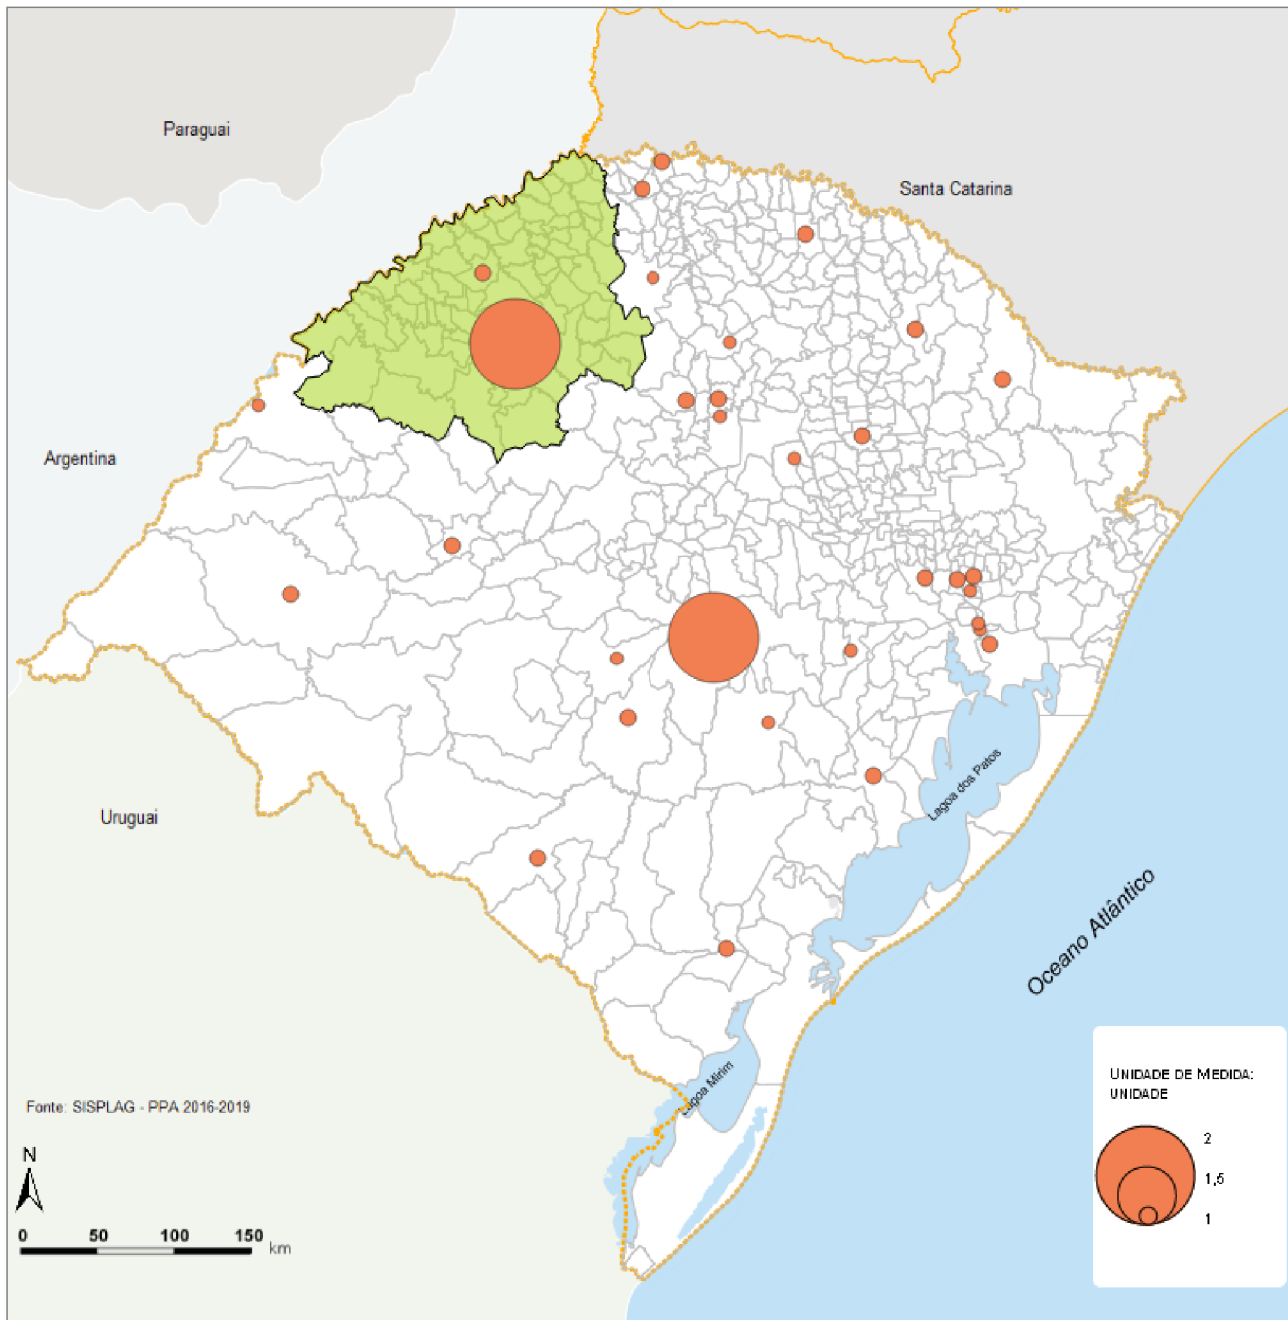 Paraguai
Santa Catarina
Argentina
Uruguai
Lagoa dos Patos
Oceano Atlântico
Lagoa Mirim
Fonte: SISPLAG - PPA 2016-2019
N
0 50 100 150 km
UNIDADE DE MEDIDA:
UNIDADE
2
1,5
1